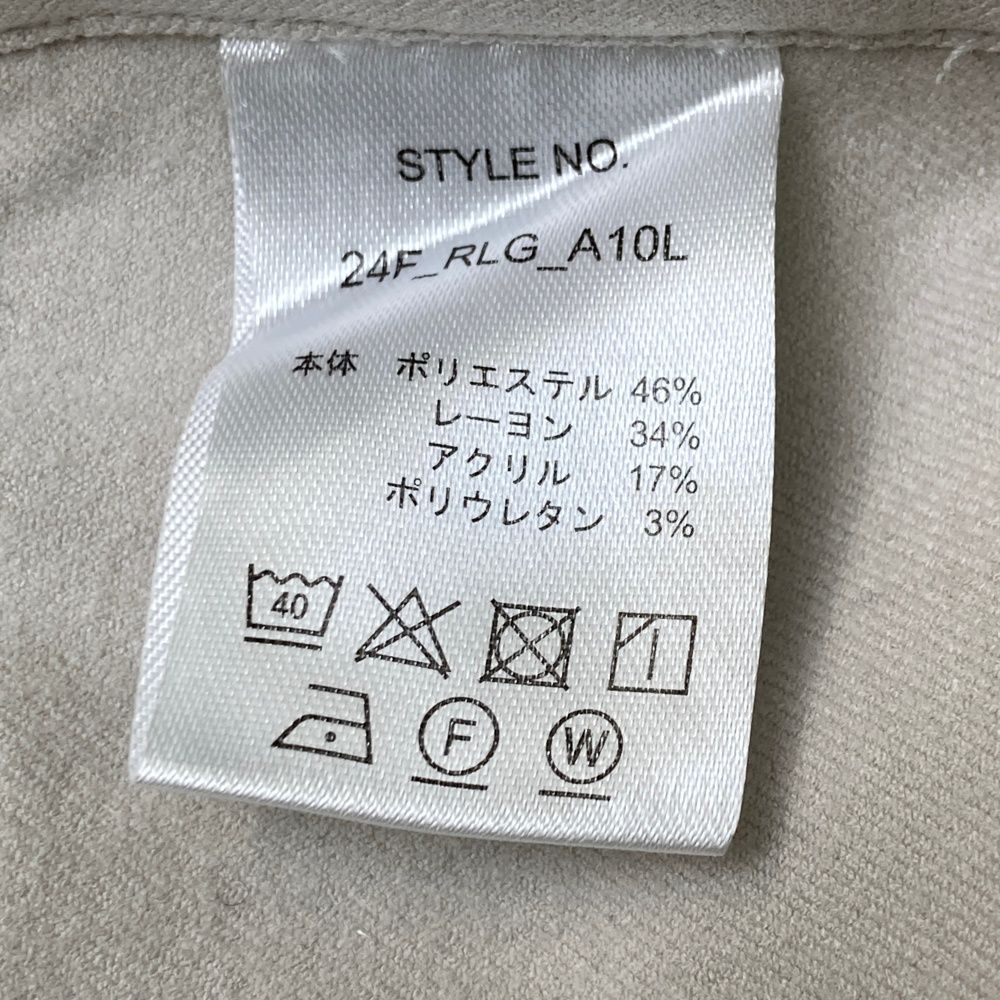 STYLE NO.
24F_RLG_A10L
本体 ポリエステル 46%
レーヨン 34%
アクリル 17%
ポリウレタン 3%
40
F W